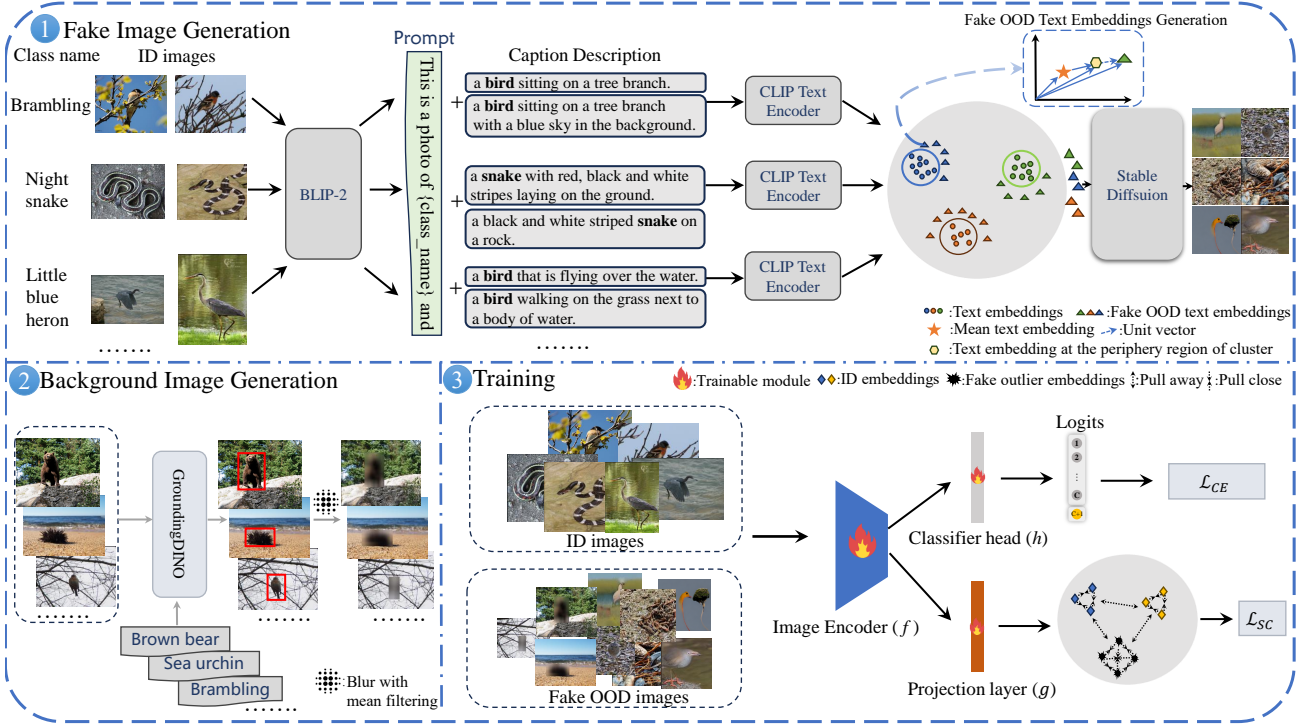 1 Fake Image Generation
Class name
ID images
Brambling
Night
snake
Little
blue
heron
.......
BLIP-2
Prompt
This is a photo of {class_name} and
Caption Description
a bird sitting on a tree branch.
+
a bird sitting on a tree branch
with a blue sky in the background.
a snake with red, black and white
stripes laying on the ground.
+
a black and white striped snake on
a rock.
a bird that is flying over the water.
+
a bird walking on the grass next to
a body of water.
.......
CLIP Text
Encoder
CLIP Text
Encoder
CLIP Text
Encoder
Fake OOD Text Embeddings Generation
Stable
Diffsuion
:Text embeddings
:Fake OOD text embeddings
:Mean text embedding
:Unit vector
:Text embedding at the periphery region of cluster
2 Background Image Generation
GroundingDINO
.......
.......
.......
Brown bear
Sea urchin
Brambling
.......
:Blur with
mean filtering
3 Training
:Trainable module
:ID embeddings
:Fake outlier embeddings
:Pull away
:Pull close
ID images
Fake OOD images
Image Encoder (f)
Classifier head (h)
Projection layer (g)
Logits
1
2
⋮
C
C+1
ℒCE
ℒSC